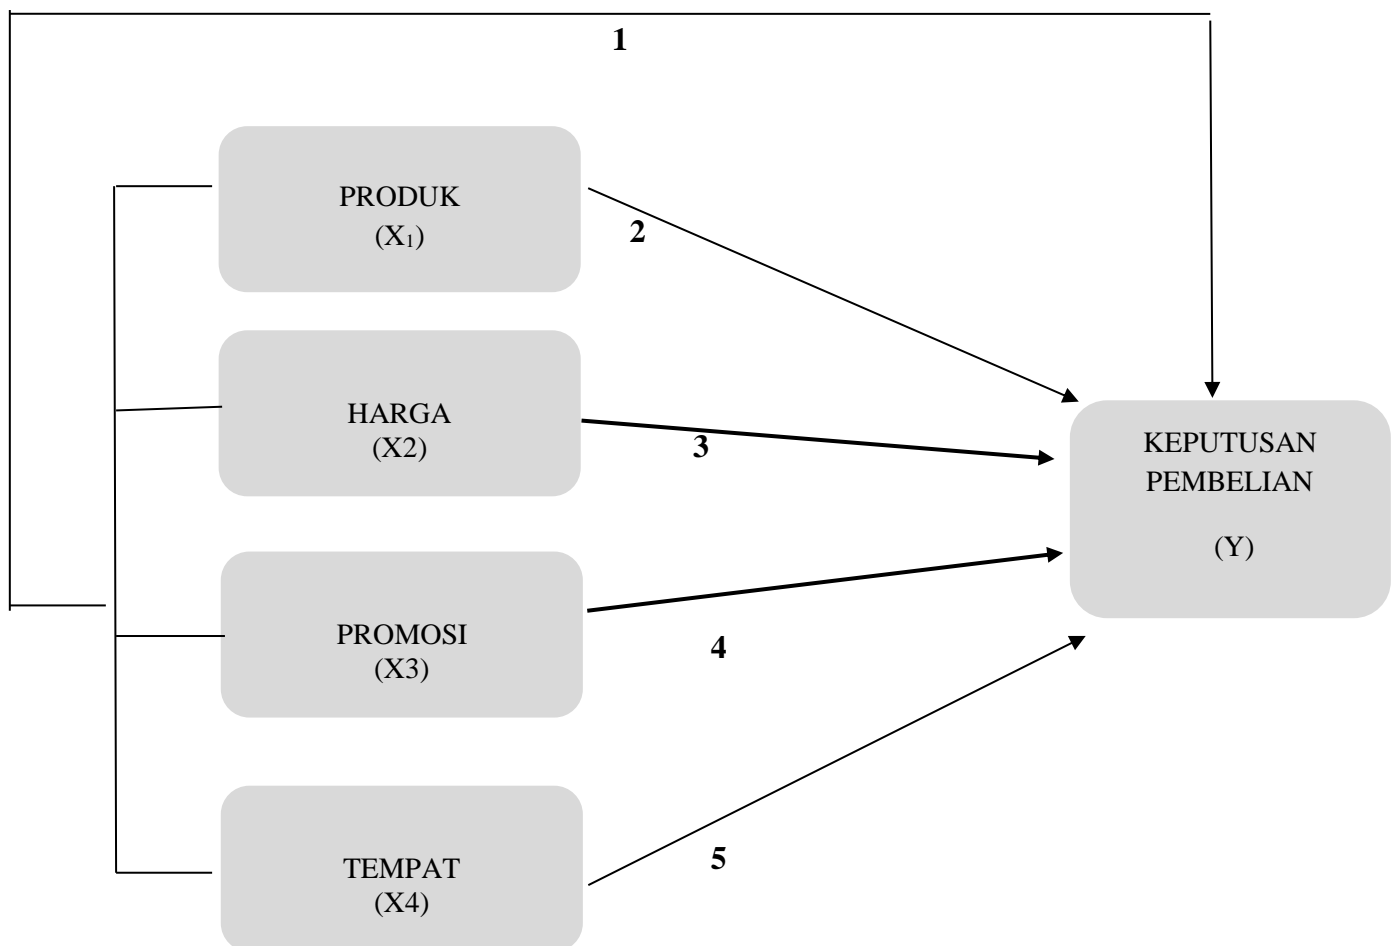 1
PRODUK
(X₁)
2
HARGA
(X2)
3
KEPUTUSAN
PEMBELIAN
(Y)
PROMOSI
(X3)
4
TEMPAT
(X4)
5